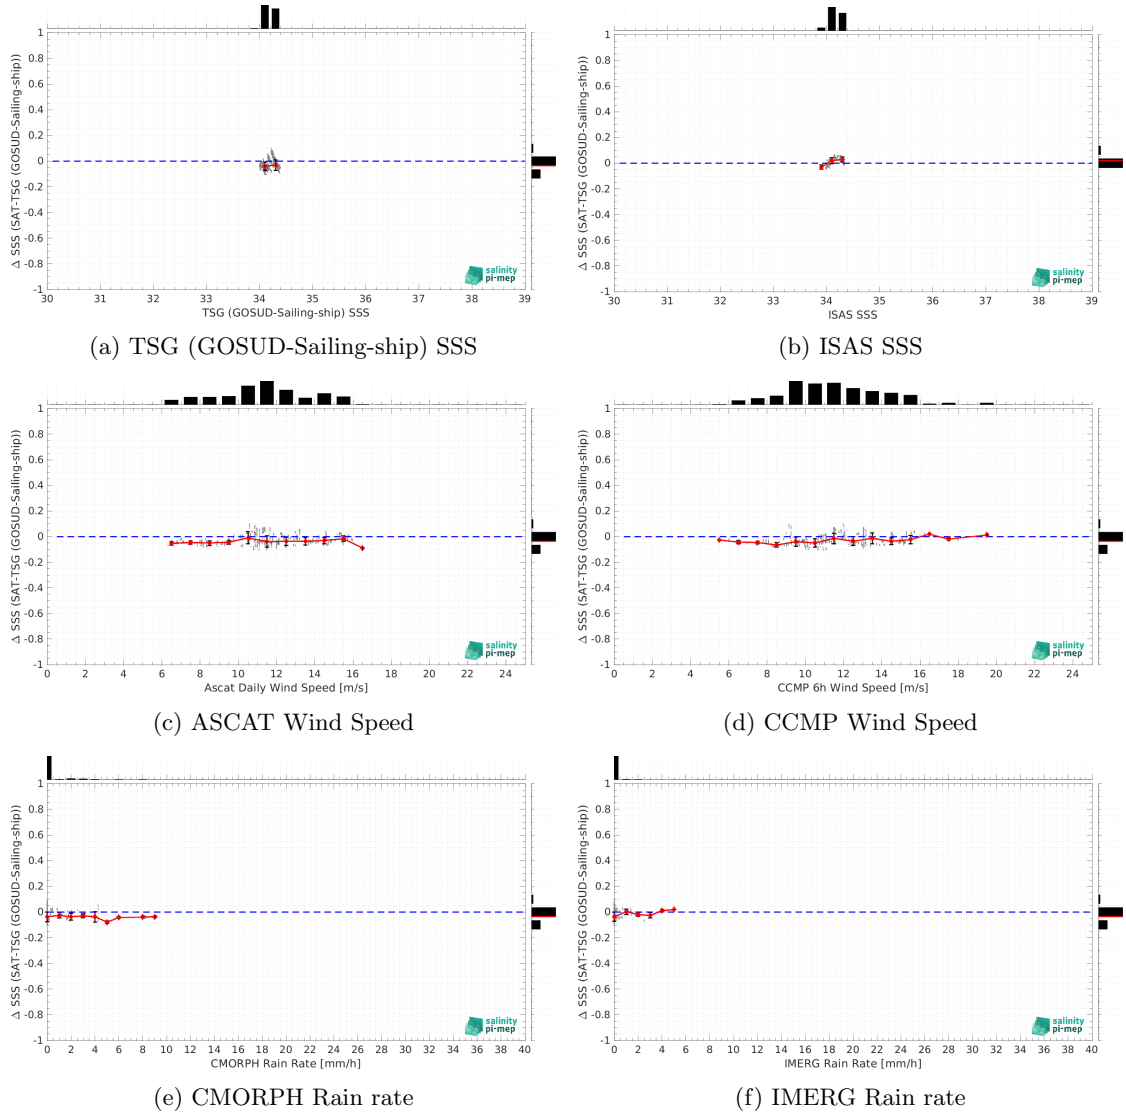 1
0.8
0.6
0.4
0.2
0
-0.2
-0.4
-0.6
-0.8
-1
Δ SSS (SAT-TSG (GOSUD-Sailing-ship))
30 31 32 33 34 35 36 37 38 39
TSG (GOSUD-Sailing-ship) SSS
salinity
pi-mep
(a) TSG (GOSUD-Sailing-ship) SSS
1
0.8
0.6
0.4
0.2
0
-0.2
-0.4
-0.6
-0.8
-1
Δ SSS (SAT-TSG (GOSUD-Sailing-ship))
30 31 32 33 34 35 36 37 38 39
ISAS SSS
salinity
pi-mep
(b) ISAS SSS
1
0.8
0.6
0.4
0.2
0
-0.2
-0.4
-0.6
-0.8
-1
Δ SSS (SAT-TSG (GOSUD-Sailing-ship))
0 2 4 6 8 10 12 14 16 18 20 22 24
Ascat Daily Wind Speed [m/s]
salinity
pi-mep
(c) ASCAT Wind Speed
1
0.8
0.6
0.4
0.2
0
-0.2
-0.4
-0.6
-0.8
-1
Δ SSS (SAT-TSG (GOSUD-Sailing-ship))
0 2 4 6 8 10 12 14 16 18 20 22 24
CCMP 6h Wind Speed [m/s]
salinity
pi-mep
(d) CCMP Wind Speed
1
0.8
0.6
0.4
0.2
0
-0.2
-0.4
-0.6
-0.8
-1
Δ SSS (SAT-TSG (GOSUD-Sailing-ship))
0 2 4 6 8 10 12 14 16 18 20 22 24 26 28 30 32 34 36 38 40
CMORPH Rain Rate [mm/h]
salinity
pi-mep
(e) CMORPH Rain rate
1
0.8
0.6
0.4
0.2
0
-0.2
-0.4
-0.6
-0.8
-1
Δ SSS (SAT-TSG (GOSUD-Sailing-ship))
0 2 4 6 8 10 12 14 16 18 20 22 24 26 28 30 32 34 36 38 40
IMERG Rain Rate [mm/h]
salinity
pi-mep
(f) IMERG Rain rate